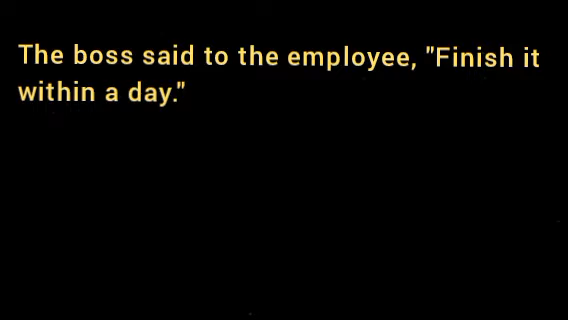 The boss said to the employee, "Finish it
within a day."